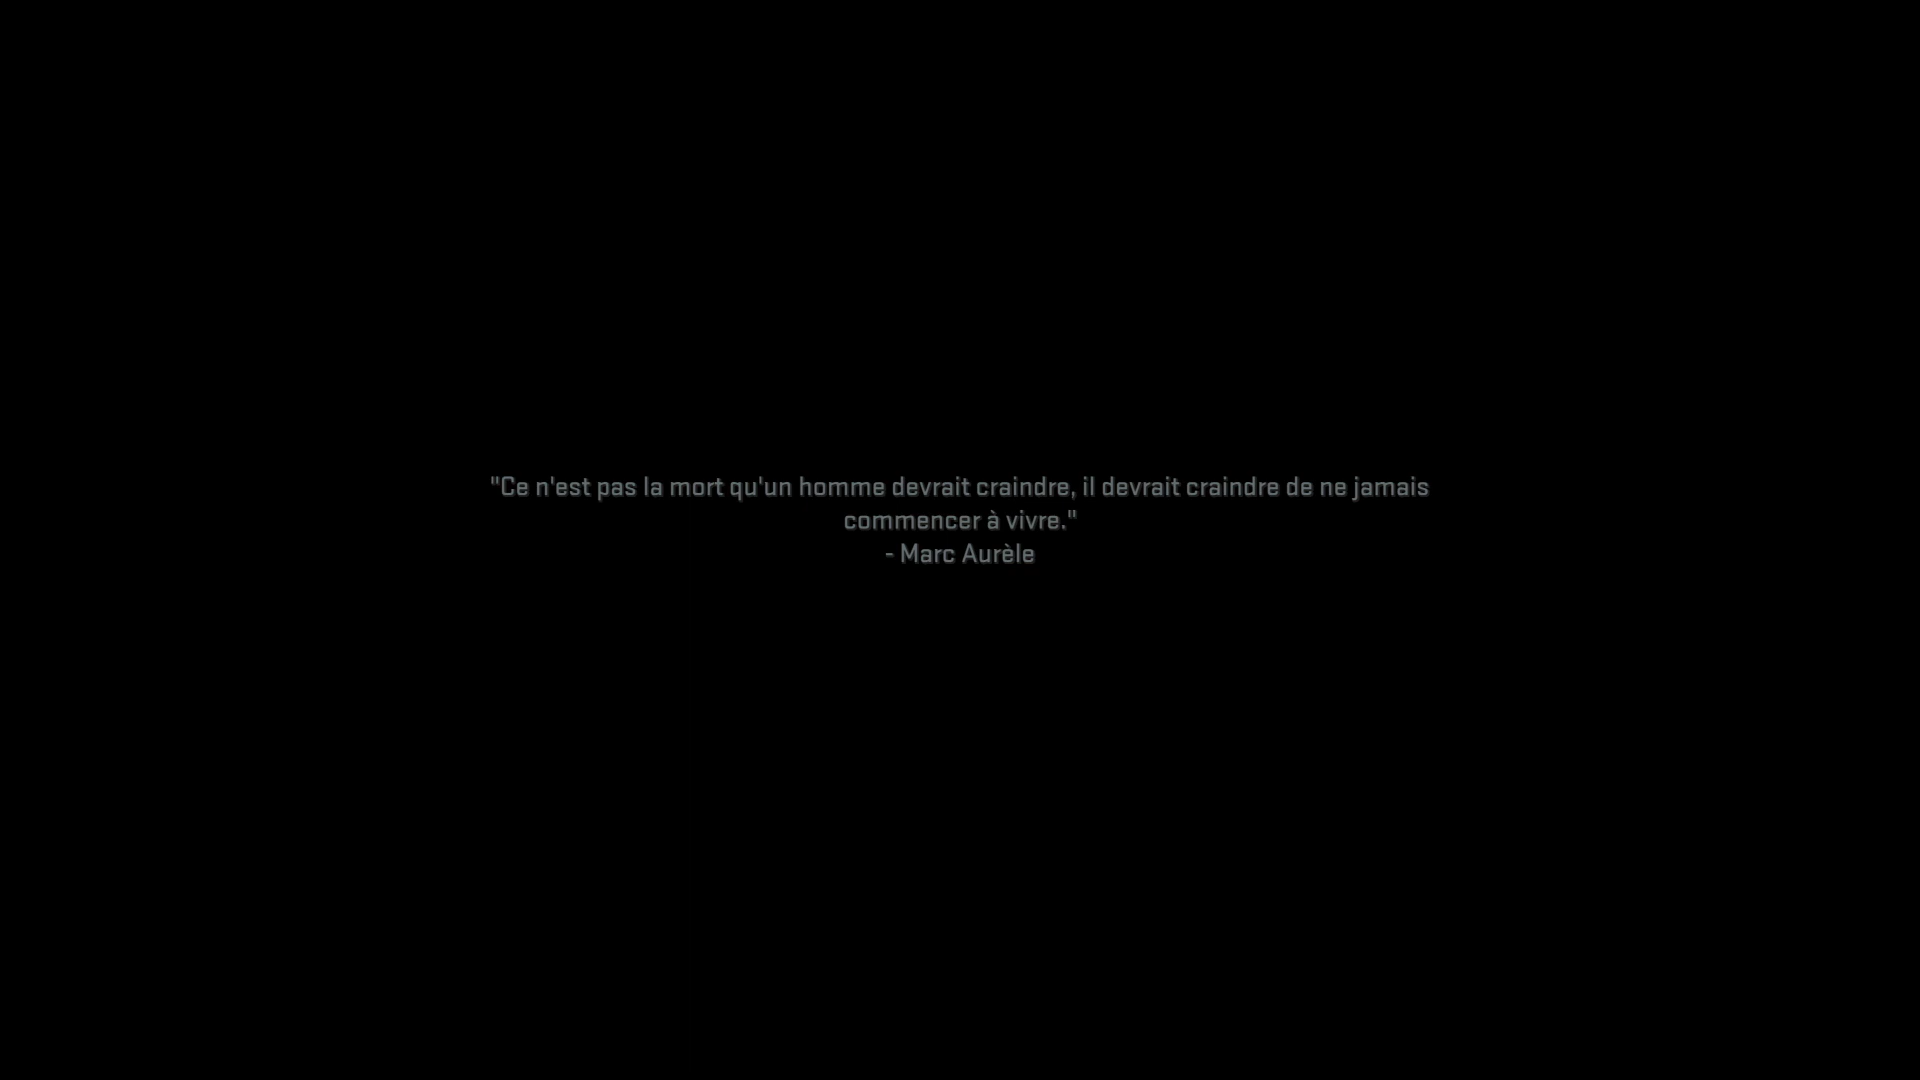 "Ce n'est pas la mort qu'un homme devrait craindre, il devrait craindre de ne jamais
commencer à vivre."
- Marc Aurèle